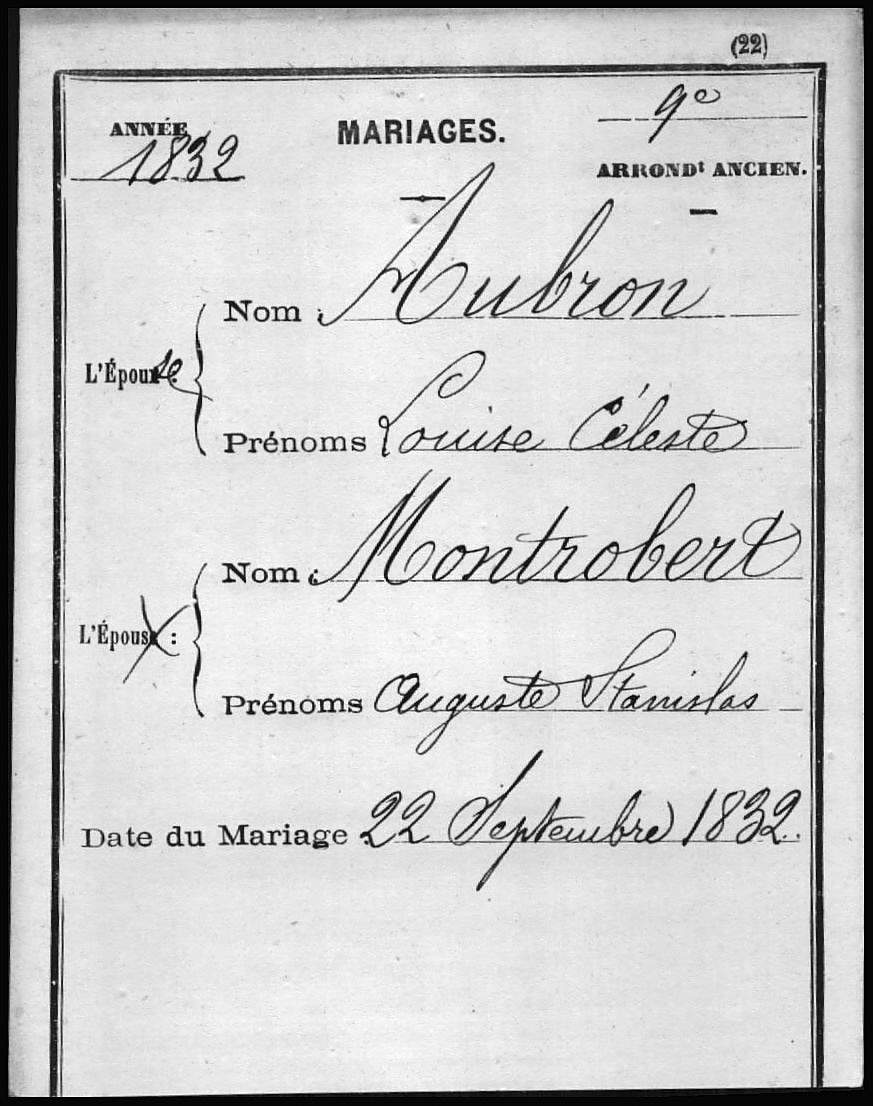 (22)
ANNÉE
1832
MARIAGES.
9e
ARRONDt ANCIEN.
Nom : Aubron
L'Épouse :
Prénoms Louise Céleste
Nom : Montrobert
L'Époux :
Prénoms Auguste Stanislas
Date du Mariage : 22 Septembre 1832.